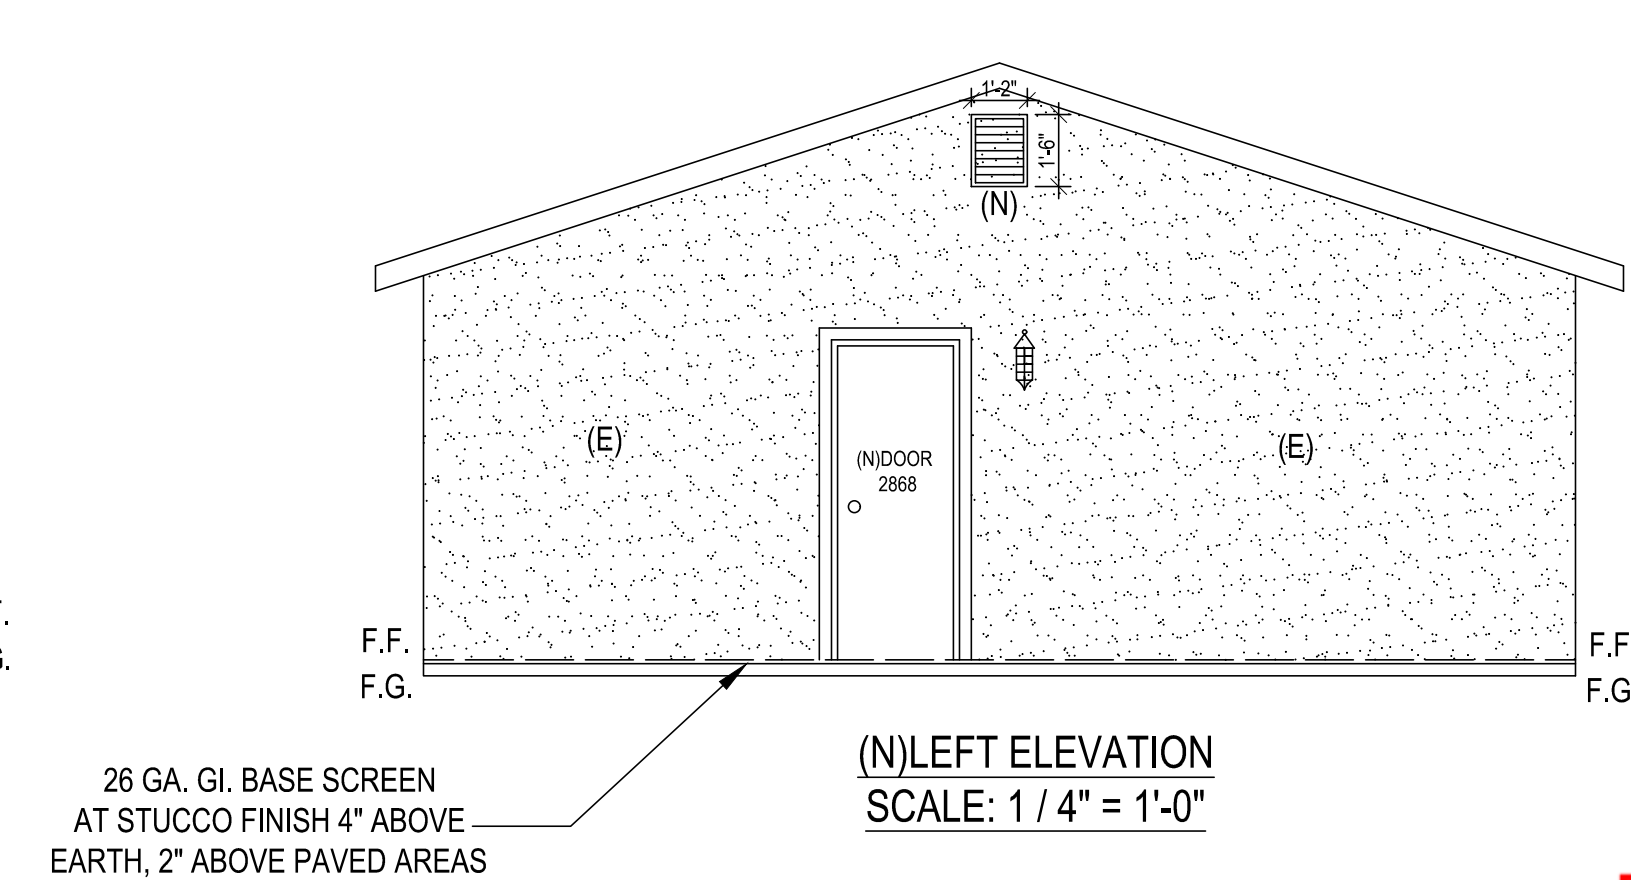 1'-2"
1'-6"
(N)
(E)
(E)
(N)DOOR
2868
F.F.
F.F
F.G.
F.G
(N)LEFT ELEVATION
SCALE: 1 / 4" = 1'-0"
26 GA. GI. BASE SCREEN
AT STUCCO FINISH 4" ABOVE
EARTH, 2" ABOVE PAVED AREAS